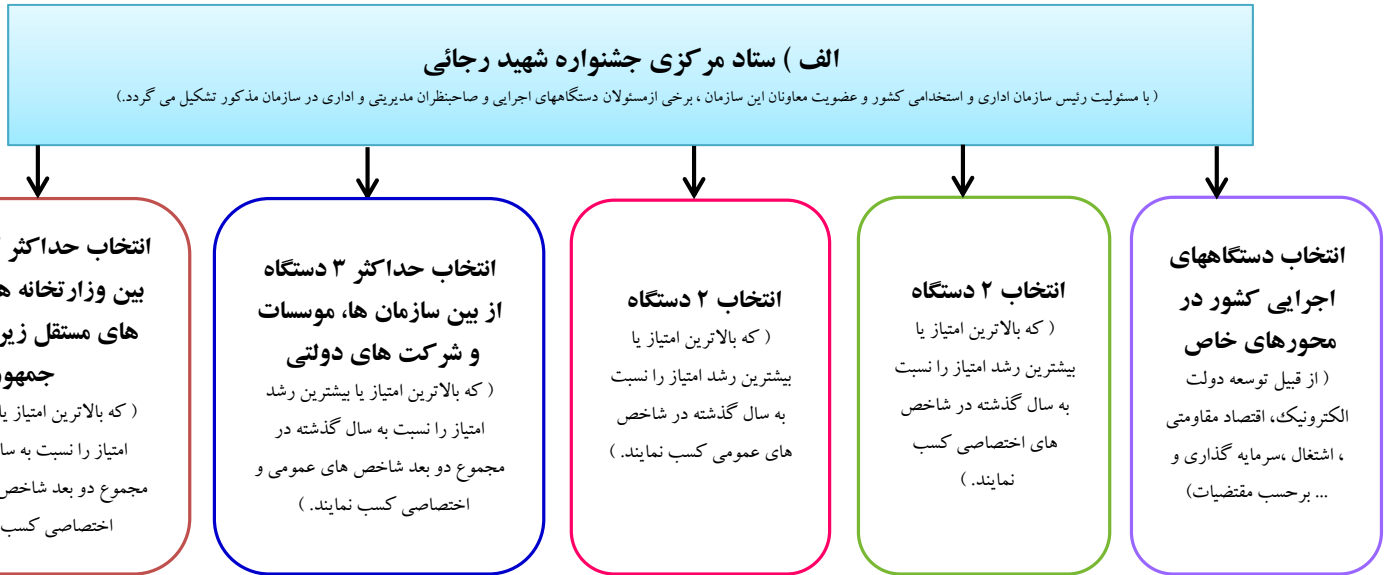 الف ) ستاد مرکزی جشنواره شهید رجائی
( با مسئولیت رئیس سازمان اداری و استخدامی کشور و عضویت معاونان این سازمان ، برخی ازمسئولان دستگاههای اجرایی و صاحبنظران مدیریتی و اداری در سازمان مذکور تشکیل می گردد.)
انتخاب دستگاههای
اجرایی کشور در
محورهای خاص
( از قبیل توسعه دولت
الکترونیک، اقتصاد مقاومتی
، اشتغال ،سرمایه گذاری و
... برحسب مقتضیات)
انتخاب ۲ دستگاه
( که بالاترین امتیاز یا
بیشترین رشد امتیاز را نسبت
به سال گذشته در شاخص
های اختصاصی کسب
نمایند. )
انتخاب ۲ دستگاه
( که بالاترین امتیاز یا
بیشترین رشد امتیاز را نسبت
به سال گذشته در شاخص
های عمومی کسب نمایند. )
انتخاب حداکثر ۳ دستگاه
از بین سازمان ها، موسسات
و شرکت های دولتی
( که بالاترین امتیاز یا بیشترین رشد
امتیاز را نسبت به سال گذشته در
مجموع دو بعد شاخص های عمومی و
اختصاصی کسب نمایند. )
انتخاب حداکثر
بین وزارتخانه ه
های مستقل زیر
جمهو
( که بالاترین امتیاز یا
امتیاز را نسبت به سا
مجموع دو بعد شاخص
اختصاصی کسب